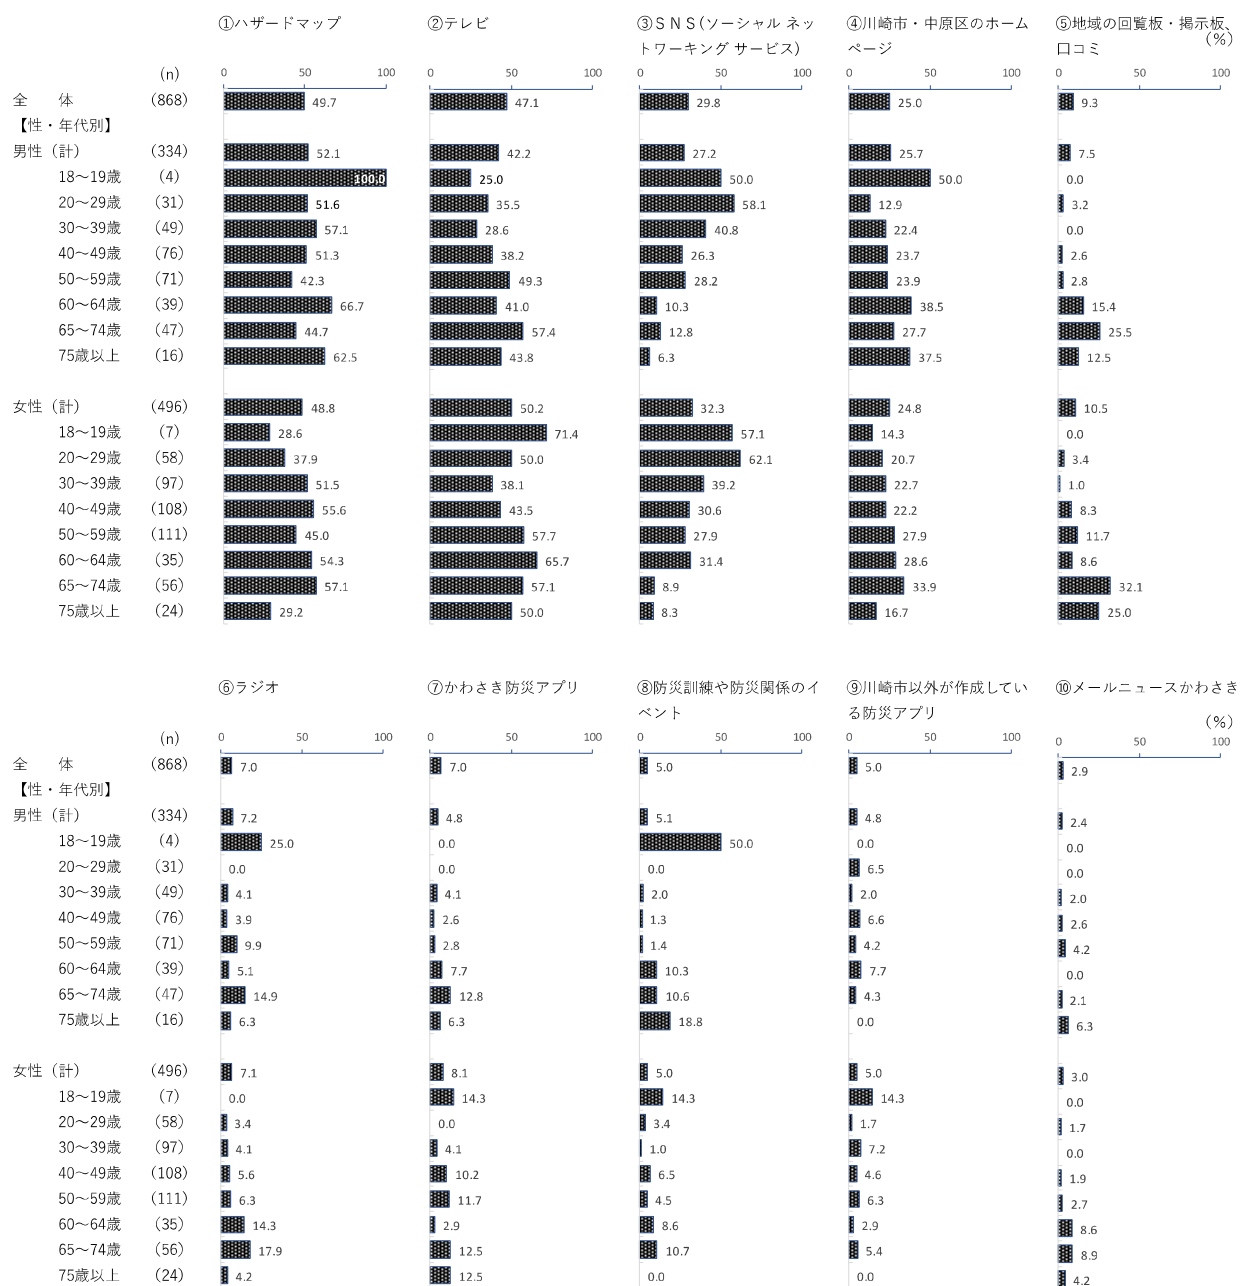 ①ハザードマップ ②テレビ ③ＳＮＳ(ソーシャル ネッ ④川崎市・中原区のホーム ⑤地域の回覧板・掲示板、
トワーキング サービス) ページ 口コミ (％)
(n) 0 50 100 0 50 100 0 50 100 0 50 100 0 50 100
全　体 (868) 49.7 47.1 29.8 25.0 9.3
【性・年代別】
男性（計） (334) 52.1 42.2 27.2 25.7 7.5
18～19歳 (4) 100.0 25.0 50.0 50.0 0.0
20～29歳 (31) 51.6 35.5 58.1 12.9 3.2
30～39歳 (49) 57.1 28.6 40.8 22.4 0.0
40～49歳 (76) 51.3 38.2 26.3 23.7 2.6
50～59歳 (71) 42.3 49.3 28.2 23.9 2.8
60～64歳 (39) 66.7 41.0 10.3 38.5 15.4
65～74歳 (47) 44.7 57.4 12.8 27.7 25.5
75歳以上 (16) 62.5 43.8 6.3 37.5 12.5
女性（計） (496) 48.8 50.2 32.3 24.8 10.5
18～19歳 (7) 28.6 71.4 57.1 14.3 0.0
20～29歳 (58) 37.9 50.0 62.1 20.7 3.4
30～39歳 (97) 51.5 38.1 39.2 22.7 1.0
40～49歳 (108) 55.6 43.5 30.6 22.2 8.3
50～59歳 (111) 45.0 57.7 27.9 27.9 11.7
60～64歳 (35) 54.3 65.7 31.4 28.6 8.6
65～74歳 (56) 57.1 57.1 8.9 33.9 32.1
75歳以上 (24) 29.2 50.0 8.3 16.7 25.0
⑥ラジオ ⑦かわさき防災アプリ ⑧防災訓練や防災関係のイ ⑨川崎市以外が作成してい ⑩メールニュースかわさき
ベント る防災アプリ (％)
(n) 0 50 100 0 50 100 0 50 100 0 50 100 0 50 100
全　体 (868) 7.0 7.0 5.0 5.0 2.9
【性・年代別】
男性（計） (334) 7.2 4.8 5.1 4.8 2.4
18～19歳 (4) 25.0 0.0 50.0 0.0 0.0
20～29歳 (31) 0.0 0.0 0.0 6.5 0.0
30～39歳 (49) 4.1 4.1 2.0 2.0 2.0
40～49歳 (76) 3.9 2.6 1.3 6.6 2.6
50～59歳 (71) 9.9 2.8 1.4 4.2 4.2
60～64歳 (39) 5.1 7.7 10.3 7.7 0.0
65～74歳 (47) 14.9 12.8 10.6 4.3 2.1
75歳以上 (16) 6.3 6.3 18.8 0.0 6.3
女性（計） (496) 7.1 8.1 5.0 5.0 3.0
18～19歳 (7) 0.0 14.3 14.3 14.3 0.0
20～29歳 (58) 3.4 0.0 3.4 1.7 1.7
30～39歳 (97) 4.1 4.1 1.0 7.2 0.0
40～49歳 (108) 5.6 10.2 6.5 4.6 1.9
50～59歳 (111) 6.3 11.7 4.5 6.3 2.7
60～64歳 (35) 14.3 2.9 8.6 2.9 8.6
65～74歳 (56) 17.9 12.5 10.7 5.4 8.9
75歳以上 (24) 4.2 12.5 0.0 0.0 4.2